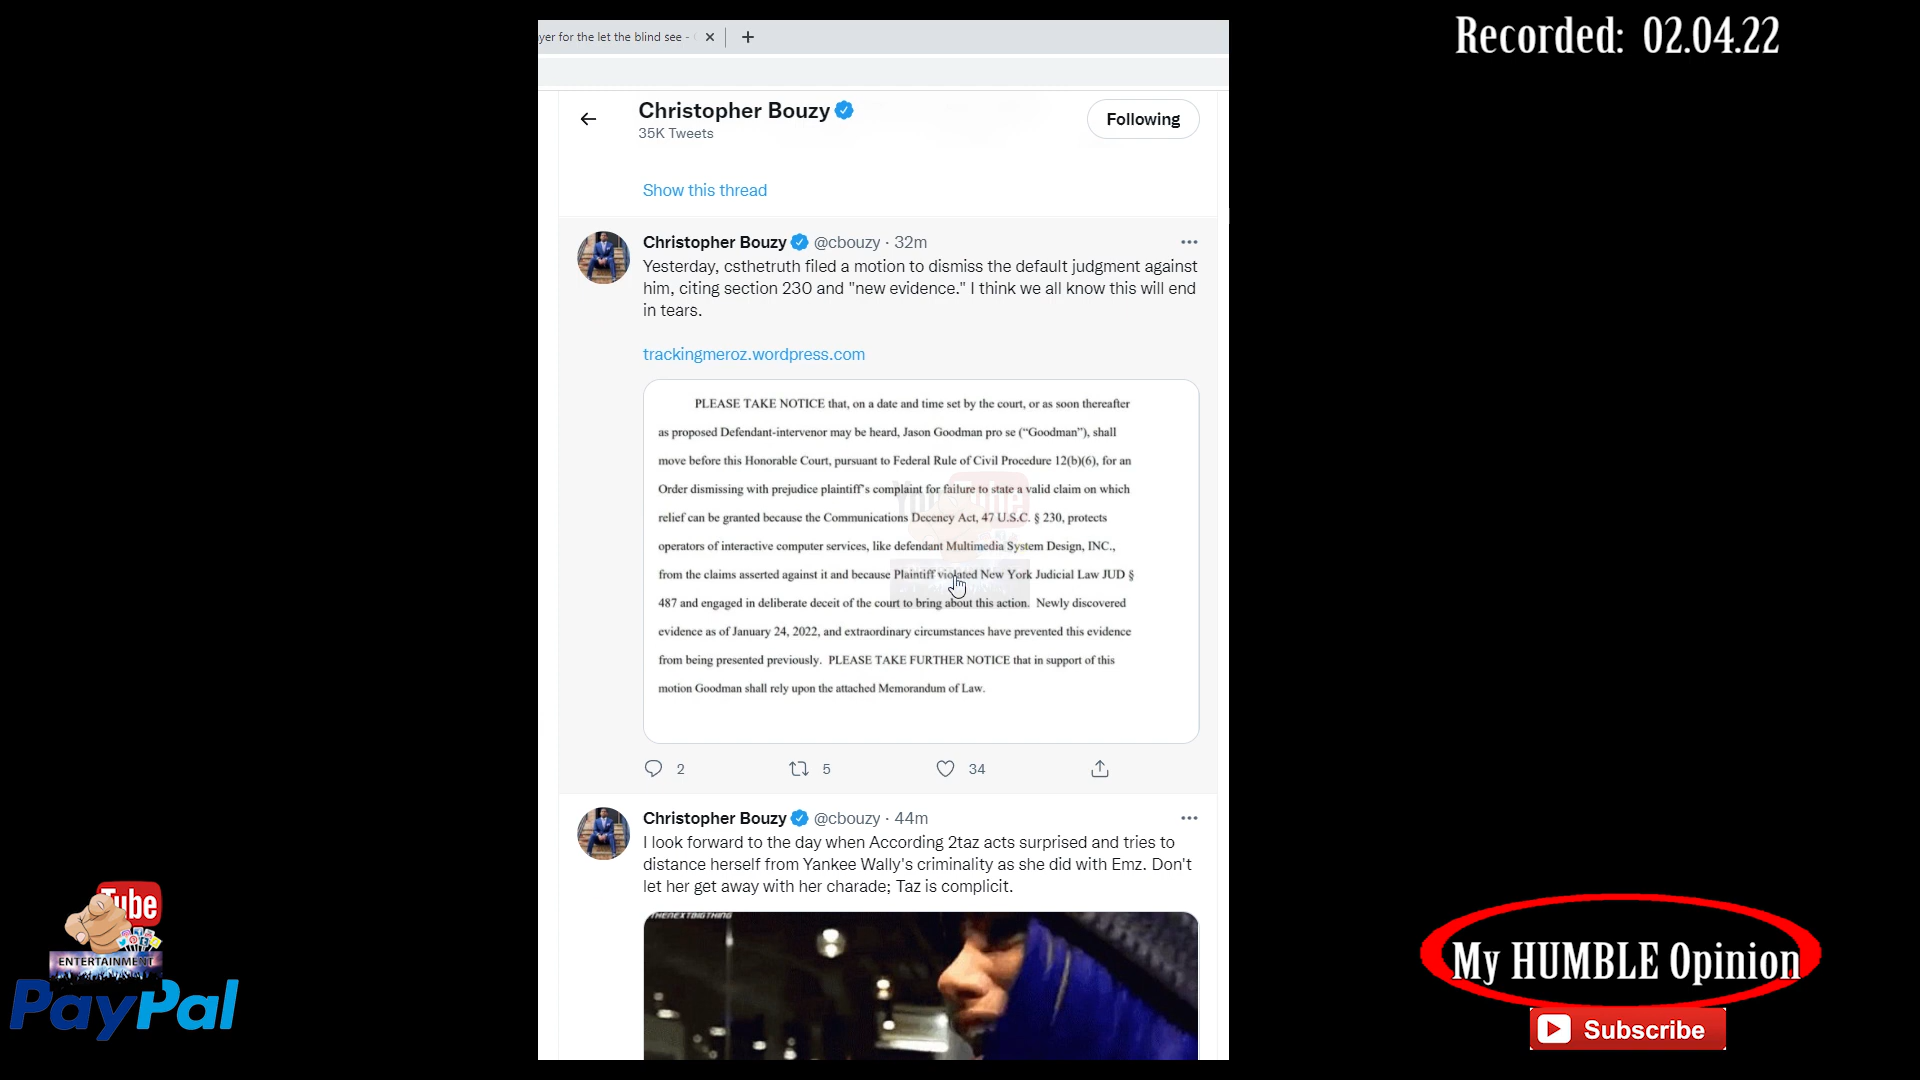 Recorded: 02.04.22
yer for the let the blind see -
Christopher Bouzy
35K Tweets
Following
Show this thread
Christopher Bouzy @cbouzy · 32m
Yesterday, csthetruth filed a motion to dismiss the default judgment against
him, citing section 230 and "new evidence." I think we all know this will end
in tears.
trackingmeroz.wordpress.com
PLEASE TAKE NOTICE that, on a date and time set by the court, or as soon thereafter
as proposed Defendant-intervenor may be heard, Jason Goodman pro se (“Goodman”), shall
move before this Honorable Court, pursuant to Federal Rule of Civil Procedure 12(b)(6), for an
Order dismissing with prejudice plaintiff's complaint for failure to state a valid claim on which
relief can be granted because the Communications Decency Act, 47 U.S.C. § 230, protects
operators of interactive computer services, like defendant Multimedia System Design, INC.,
from the claims asserted against it and because Plaintiff violated New York Judicial Law JUD §
487 and engaged in deliberate deceit of the court to bring about this action. Newly discovered
evidence as of January 24, 2022, and extraordinary circumstances have prevented this evidence
from being presented previously. PLEASE TAKE FURTHER NOTICE that in support of this
motion Goodman shall rely upon the attached Memorandum of Law.
2 5 34
Christopher Bouzy @cbouzy · 44m
I look forward to the day when According 2taz acts surprised and tries to
distance herself from Yankee Wally's criminality as she did with Emz. Don't
let her get away with her charade; Taz is complicit.
THENEXTBIGTHING
Tube
ENTERTAINMENT
PayPal
My HUMBLE Opinion
Subscribe